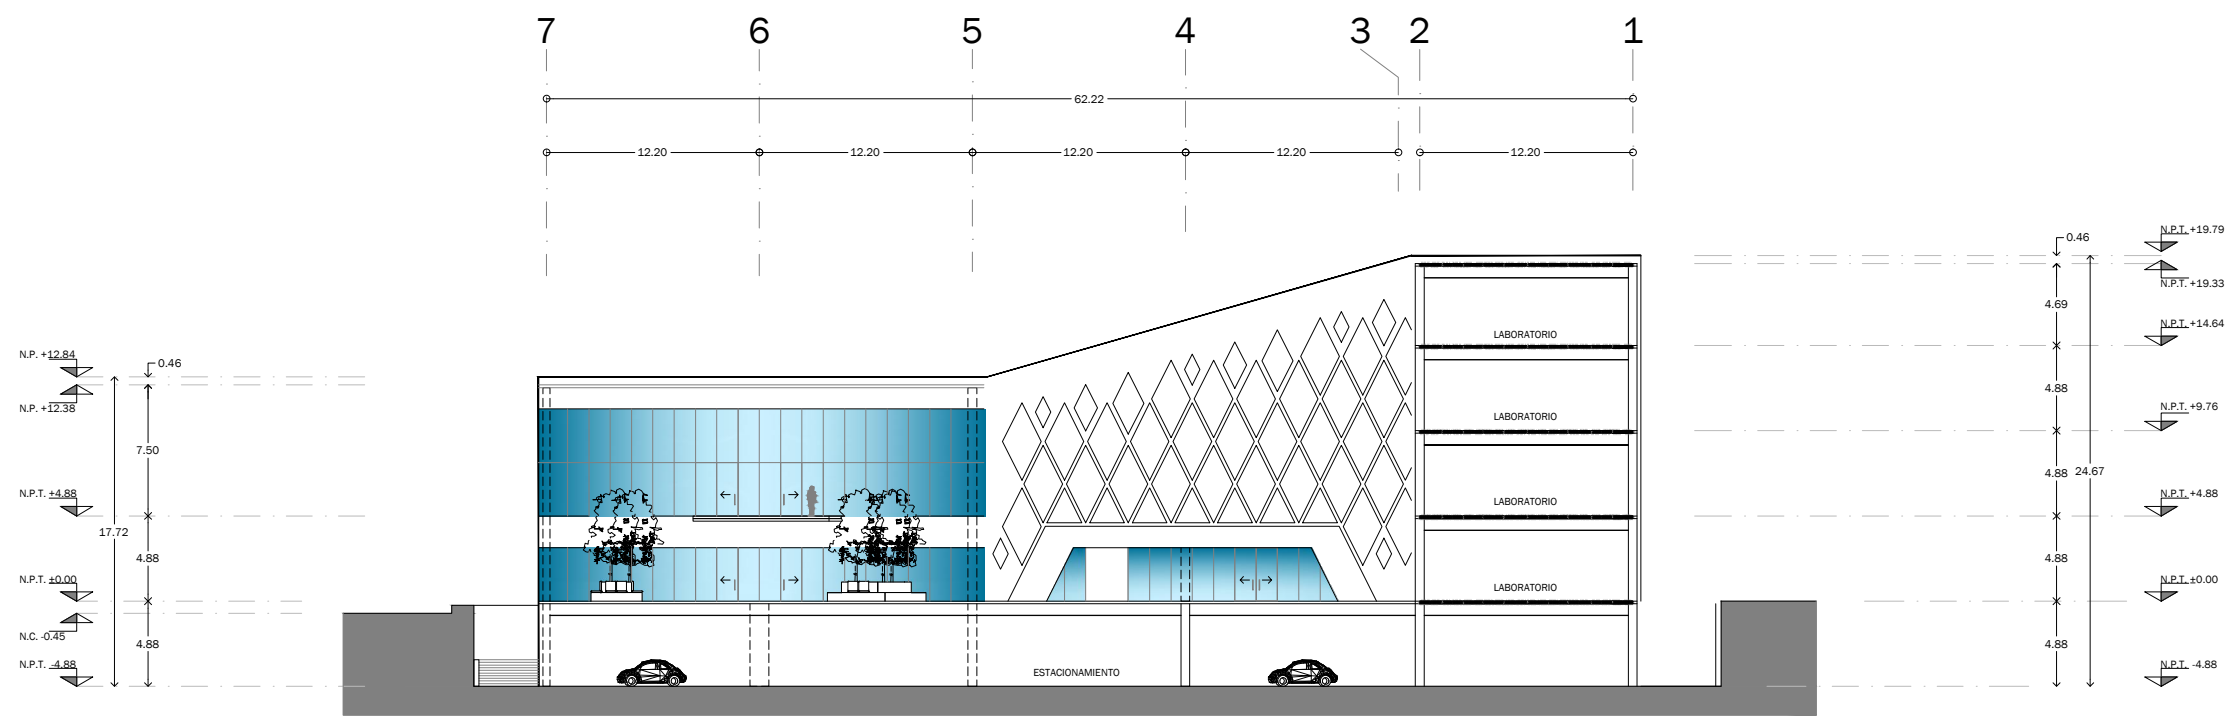 7 6 5 4 3 2 1
62.22
12.20 12.20 12.20 12.20 12.20
N.P. +12.84
0.46
N.P. +12.38
7.50
N.P.T. +4.88
17.72
4.88
N.P.T. ±0.00
N.C. -0.45
4.88
N.P.T. -4.88
LABORATORIO
LABORATORIO
LABORATORIO
LABORATORIO
ESTACIONAMIENTO
0.46
N.P.T. +19.79
N.P.T. +19.33
4.69
N.P.T. +14.64
4.88
N.P.T. +9.76
4.88
24.67
N.P.T. +4.88
4.88
N.P.T. ±0.00
4.88
N.P.T. -4.88